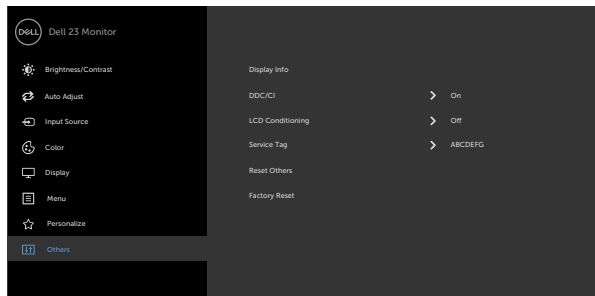 DELL Dell 23 Monitor
Brightness/Contrast
Auto Adjust
Input Source
Color
Display
Menu
Personalize
Others
Display Info
DDC/CI On
LCD Conditioning Off
Service Tag ABCDEFG
Reset Others
Factory Reset